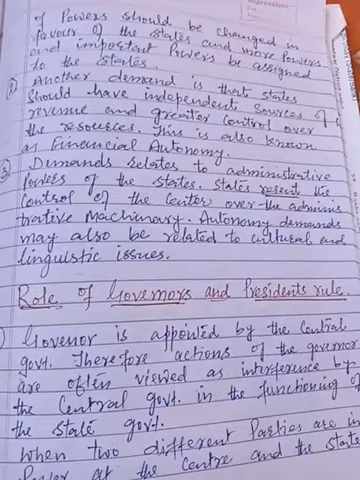 of Powers should be changed in
favour of the states and more Powers
and important Powers be assigned
to the states.
2) Another demand is that states
should have independent sources of
revenue and greater control over
the resources. This is also known
as Financial Autonomy.
3) Demands relates to administrative
Powers of the states. States resent the
control of the center over the adminis
trative Machinary. Autonomy demands
may also be related to cultural and
linguistic issues.
Role of Governors and Presidents rule
) Govenor is appointed by the Central
govt. Therefore actions of the governor
are often viewed as interference by
the Central govt. in the functioning of
the state govt.
When two different Parties are in
Power at the centre and the state